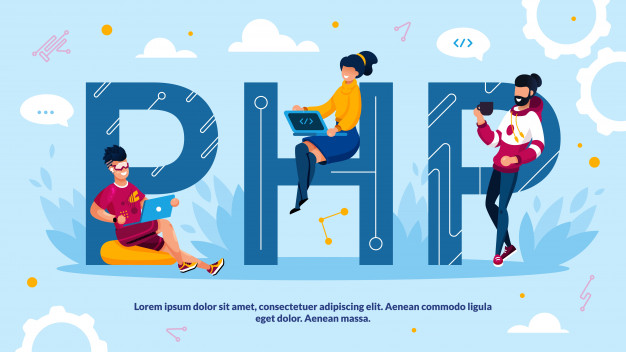 </>
PHP
</>
Lorem ipsum dolor sit amet, consectetuer adipiscing elit. Aenean commodo ligula
eget dolor. Aenean massa.